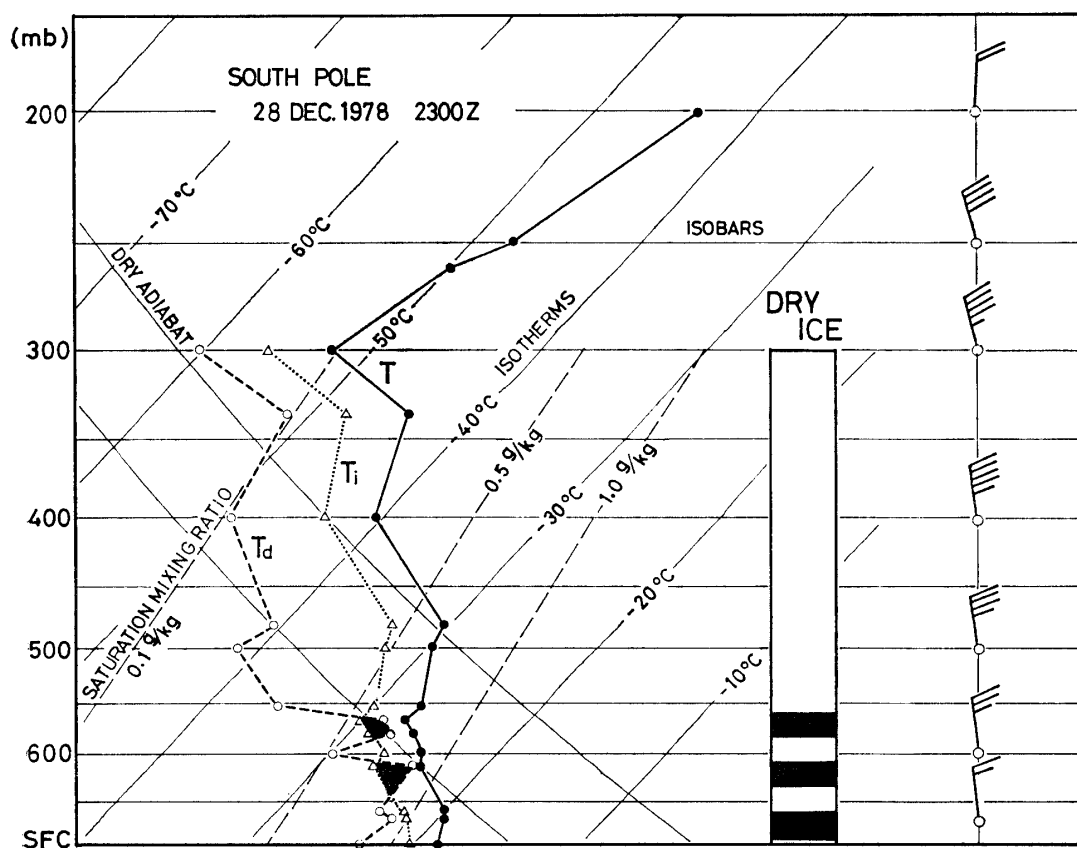 (mb)
SOUTH POLE
28 DEC. 1978 2300Z
200
-70°C
-60°C
ISOBARS
DRY ADIABAT
DRY
ICE
-50°C
ISOTHERMS
300
T
-40°C
0.5 g/kg
1.0 g/kg
Ti
-30°C
400
Td
SATURATION MIXING RATIO
0.1 g/kg
-20°C
500
-10°C
600
SFC